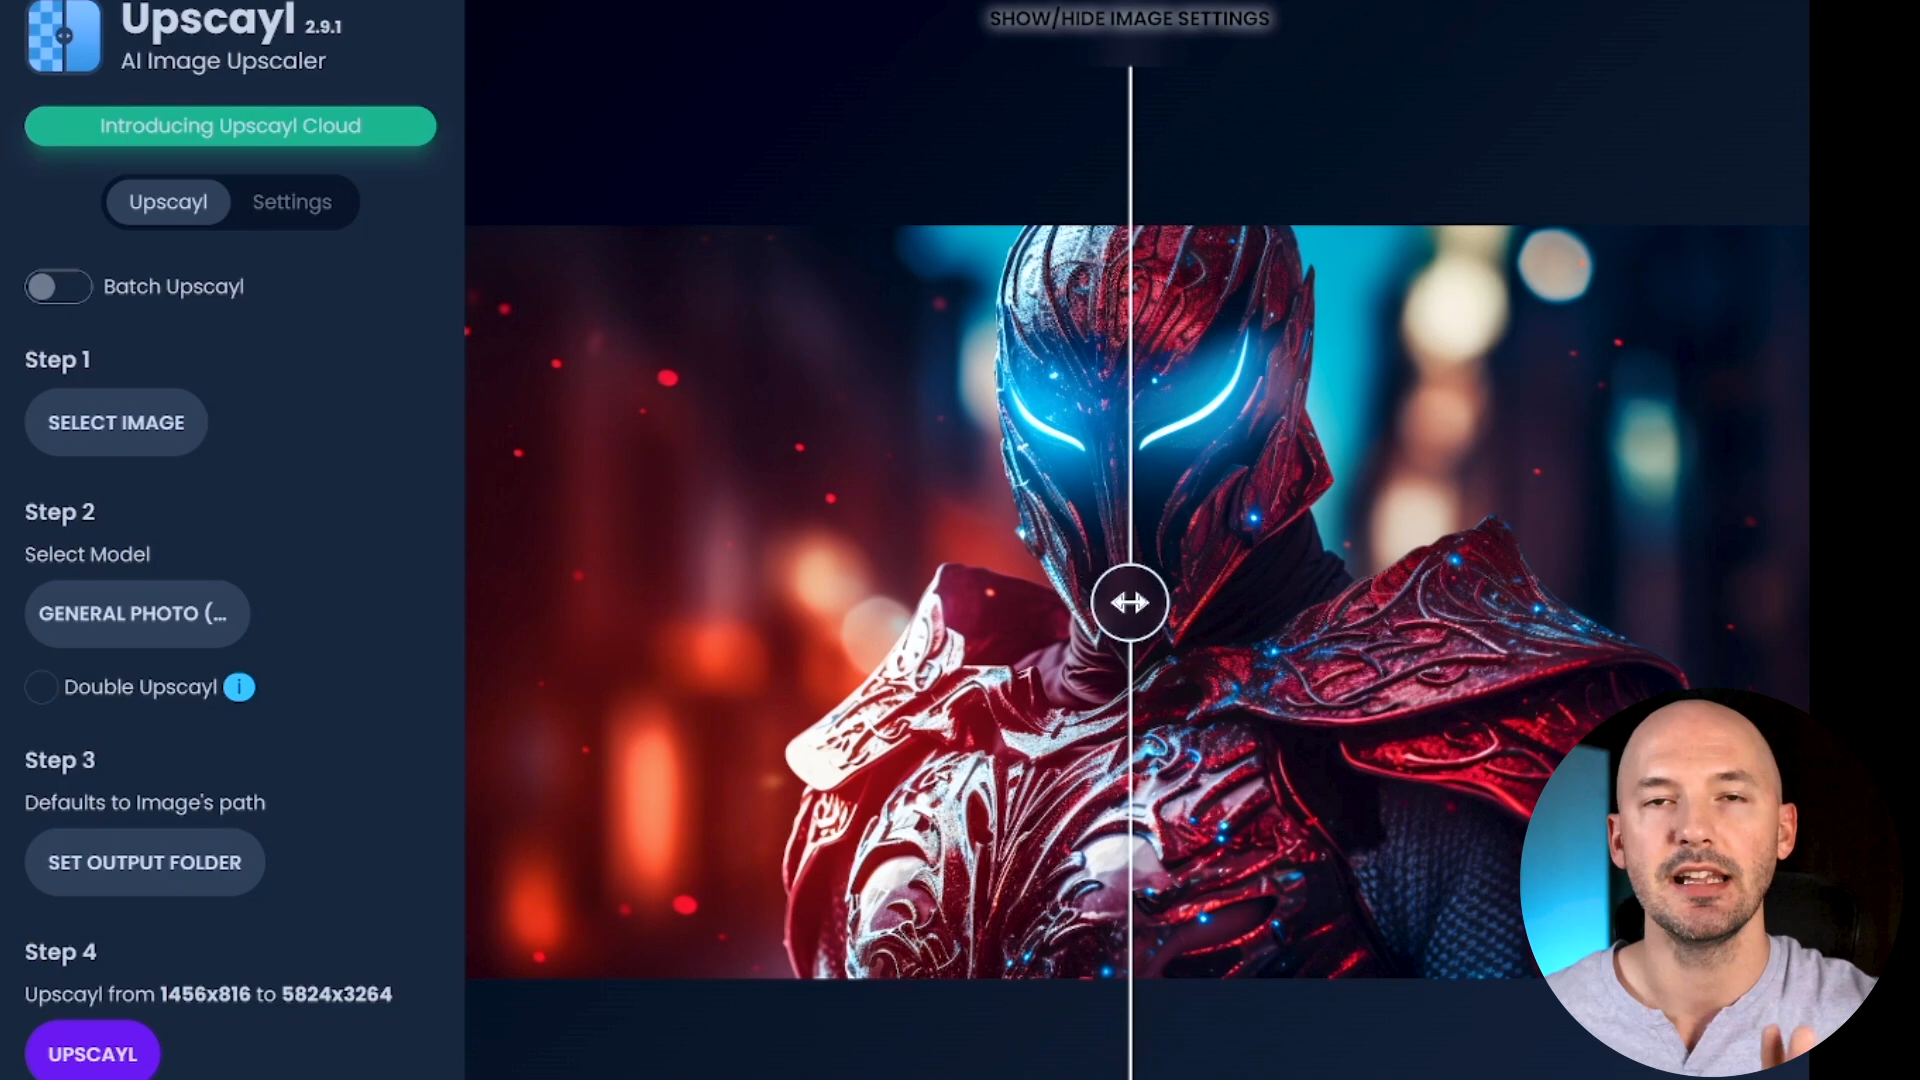 Upscayl 2.9.1
AI Image Upscaler
Introducing Upscayl Cloud
Upscayl Settings
Batch Upscayl
Step 1
SELECT IMAGE
Step 2
Select Model
GENERAL PHOTO (...
Double Upscayl i
Step 3
Defaults to Image's path
SET OUTPUT FOLDER
Step 4
Upscayl from 1456x816 to 5824x3264
UPSCAYL
SHOW/HIDE IMAGE SETTINGS